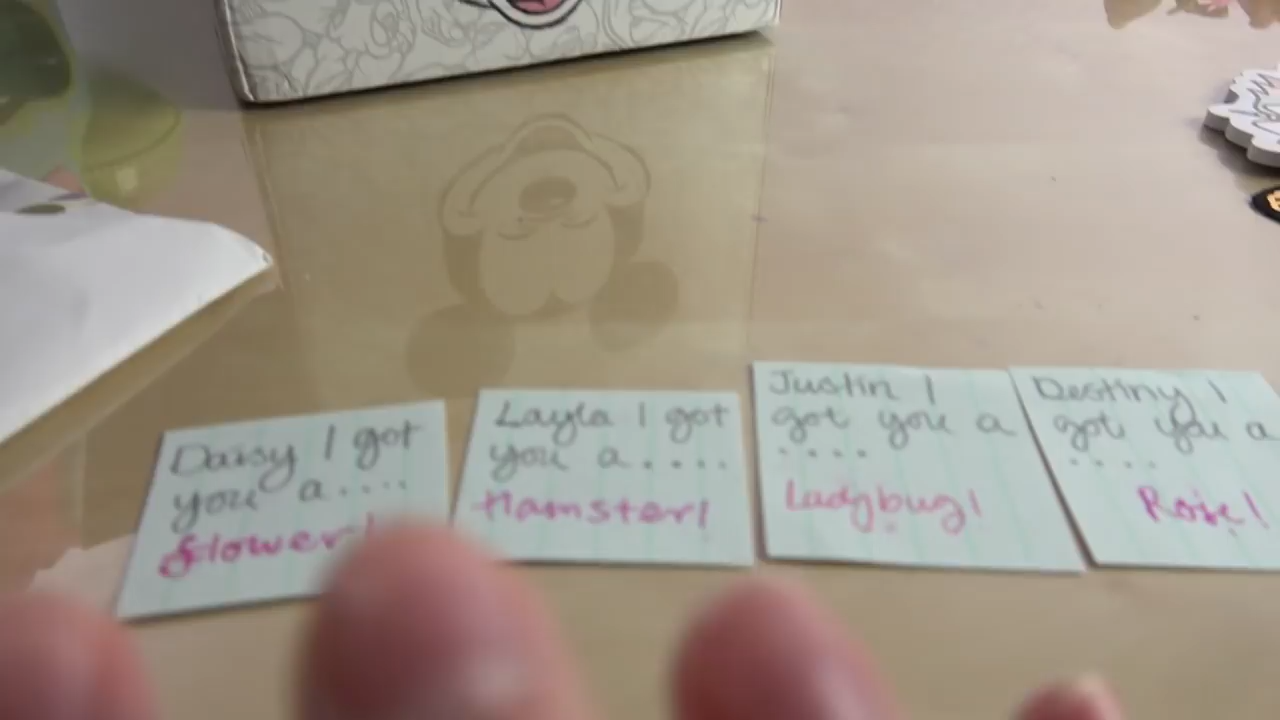 Daisy I got
you a....
flower!
Layla I got
you a....
Hamster!
Justin I
got you a
....
Ladybug!
Destiny I
got you a
....
Rose!